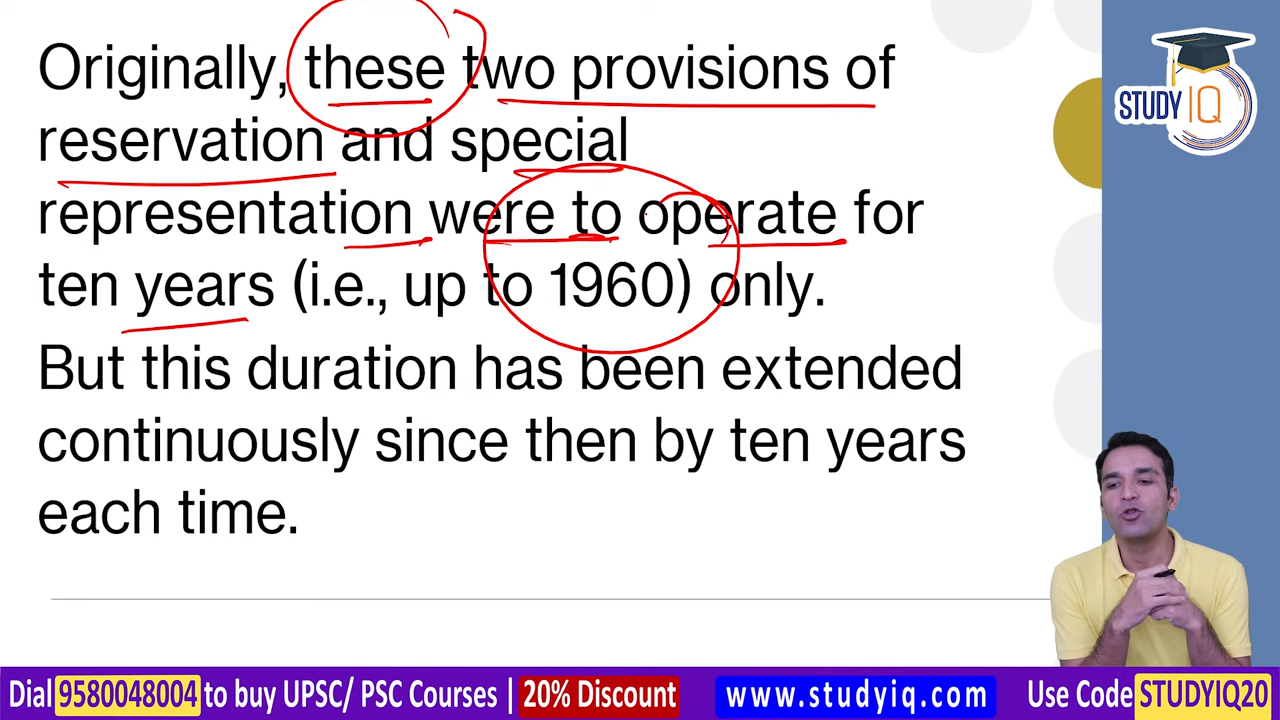 Originally, these two provisions of
reservation and special
representation were to operate for
ten years (i.e., up to 1960) only.
But this duration has been extended
continuously since then by ten years
each time.
STUDY IQ
Dial 9580048004 to buy UPSC/ PSC Courses | 20% Discount www.studyiq.com Use Code STUDYIQ20